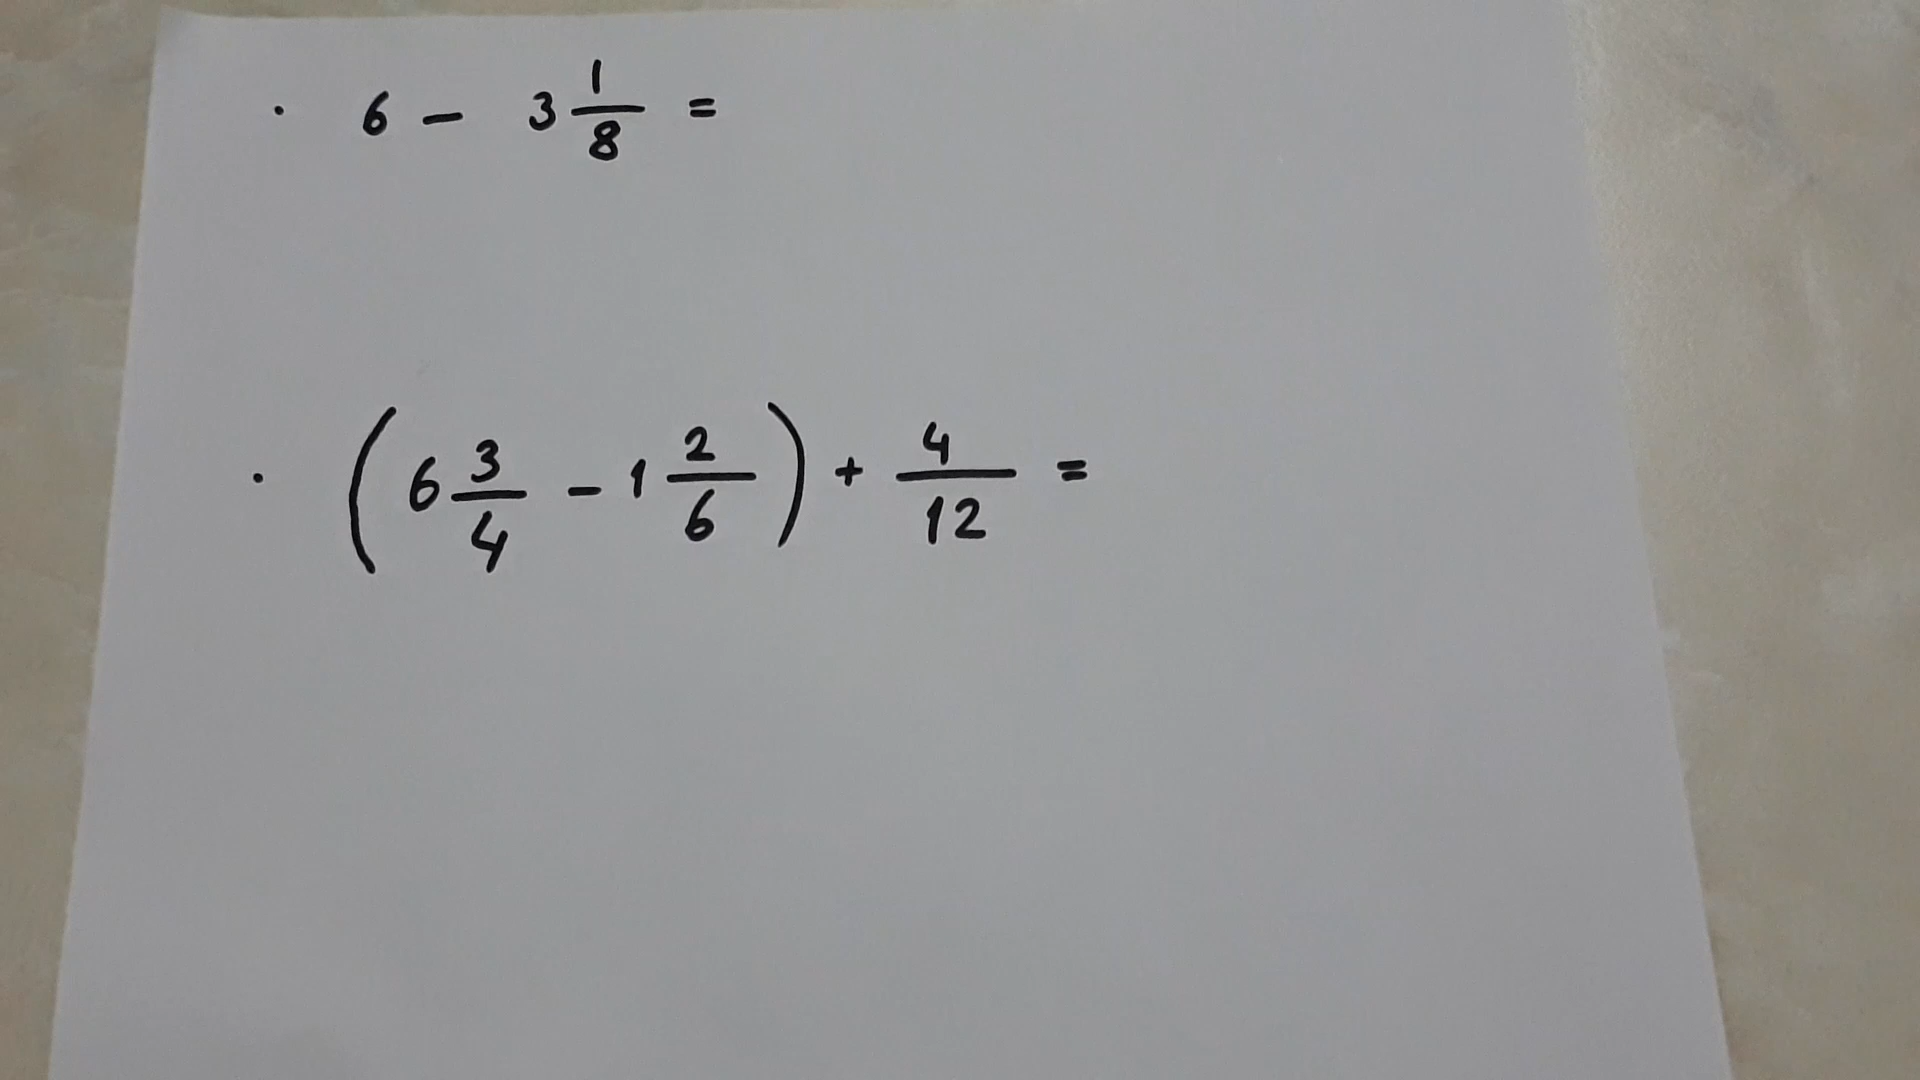 · 6 - 3 1/8 =
· (6 3/4 - 1 2/6) + 4/12 =